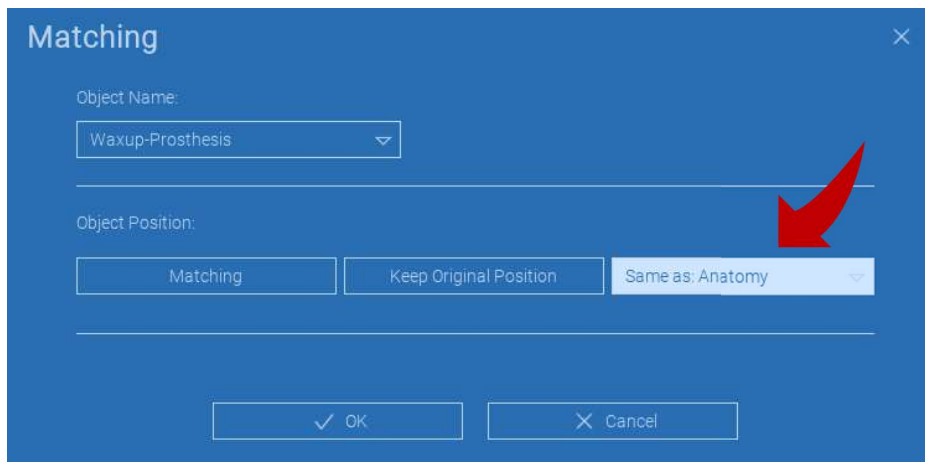 Matching
Object Name:
Waxup-Prosthesis
Object Position:
Matching
Keep Original Position
Same as: Anatomy
OK
Cancel